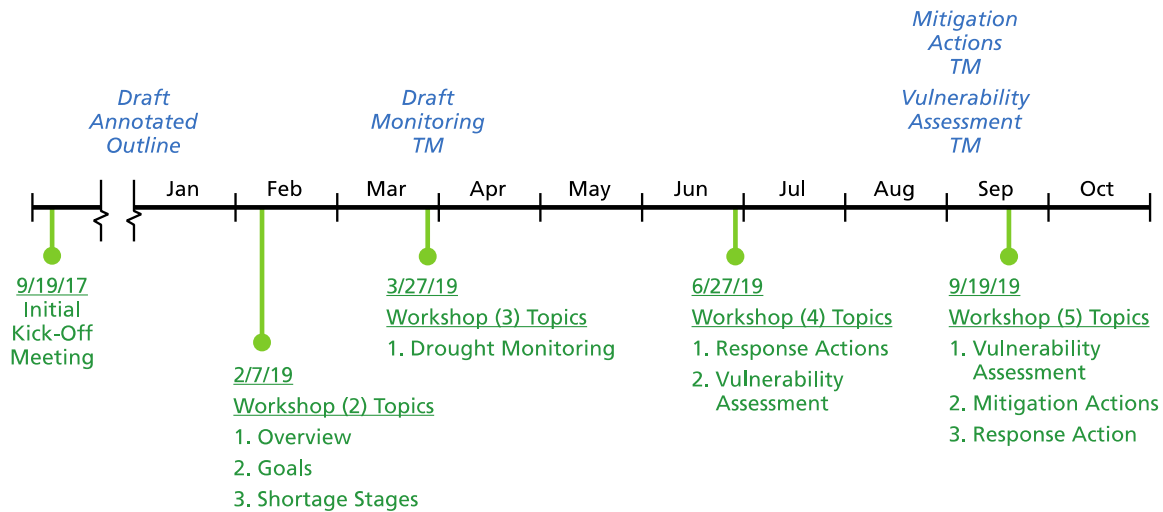 Mitigation
Actions
TM
Draft
Annotated
Outline
Draft
Monitoring
TM
Vulnerability
Assessment
TM
Jan Feb Mar Apr May Jun Jul Aug Sep Oct
9/19/17
Initial
Kick-Off
Meeting
2/7/19
Workshop (2) Topics
1. Overview
2. Goals
3. Shortage Stages
3/27/19
Workshop (3) Topics
1. Drought Monitoring
6/27/19
Workshop (4) Topics
1. Response Actions
2. Vulnerability
Assessment
9/19/19
Workshop (5) Topics
1. Vulnerability
Assessment
2. Mitigation Actions
3. Response Action